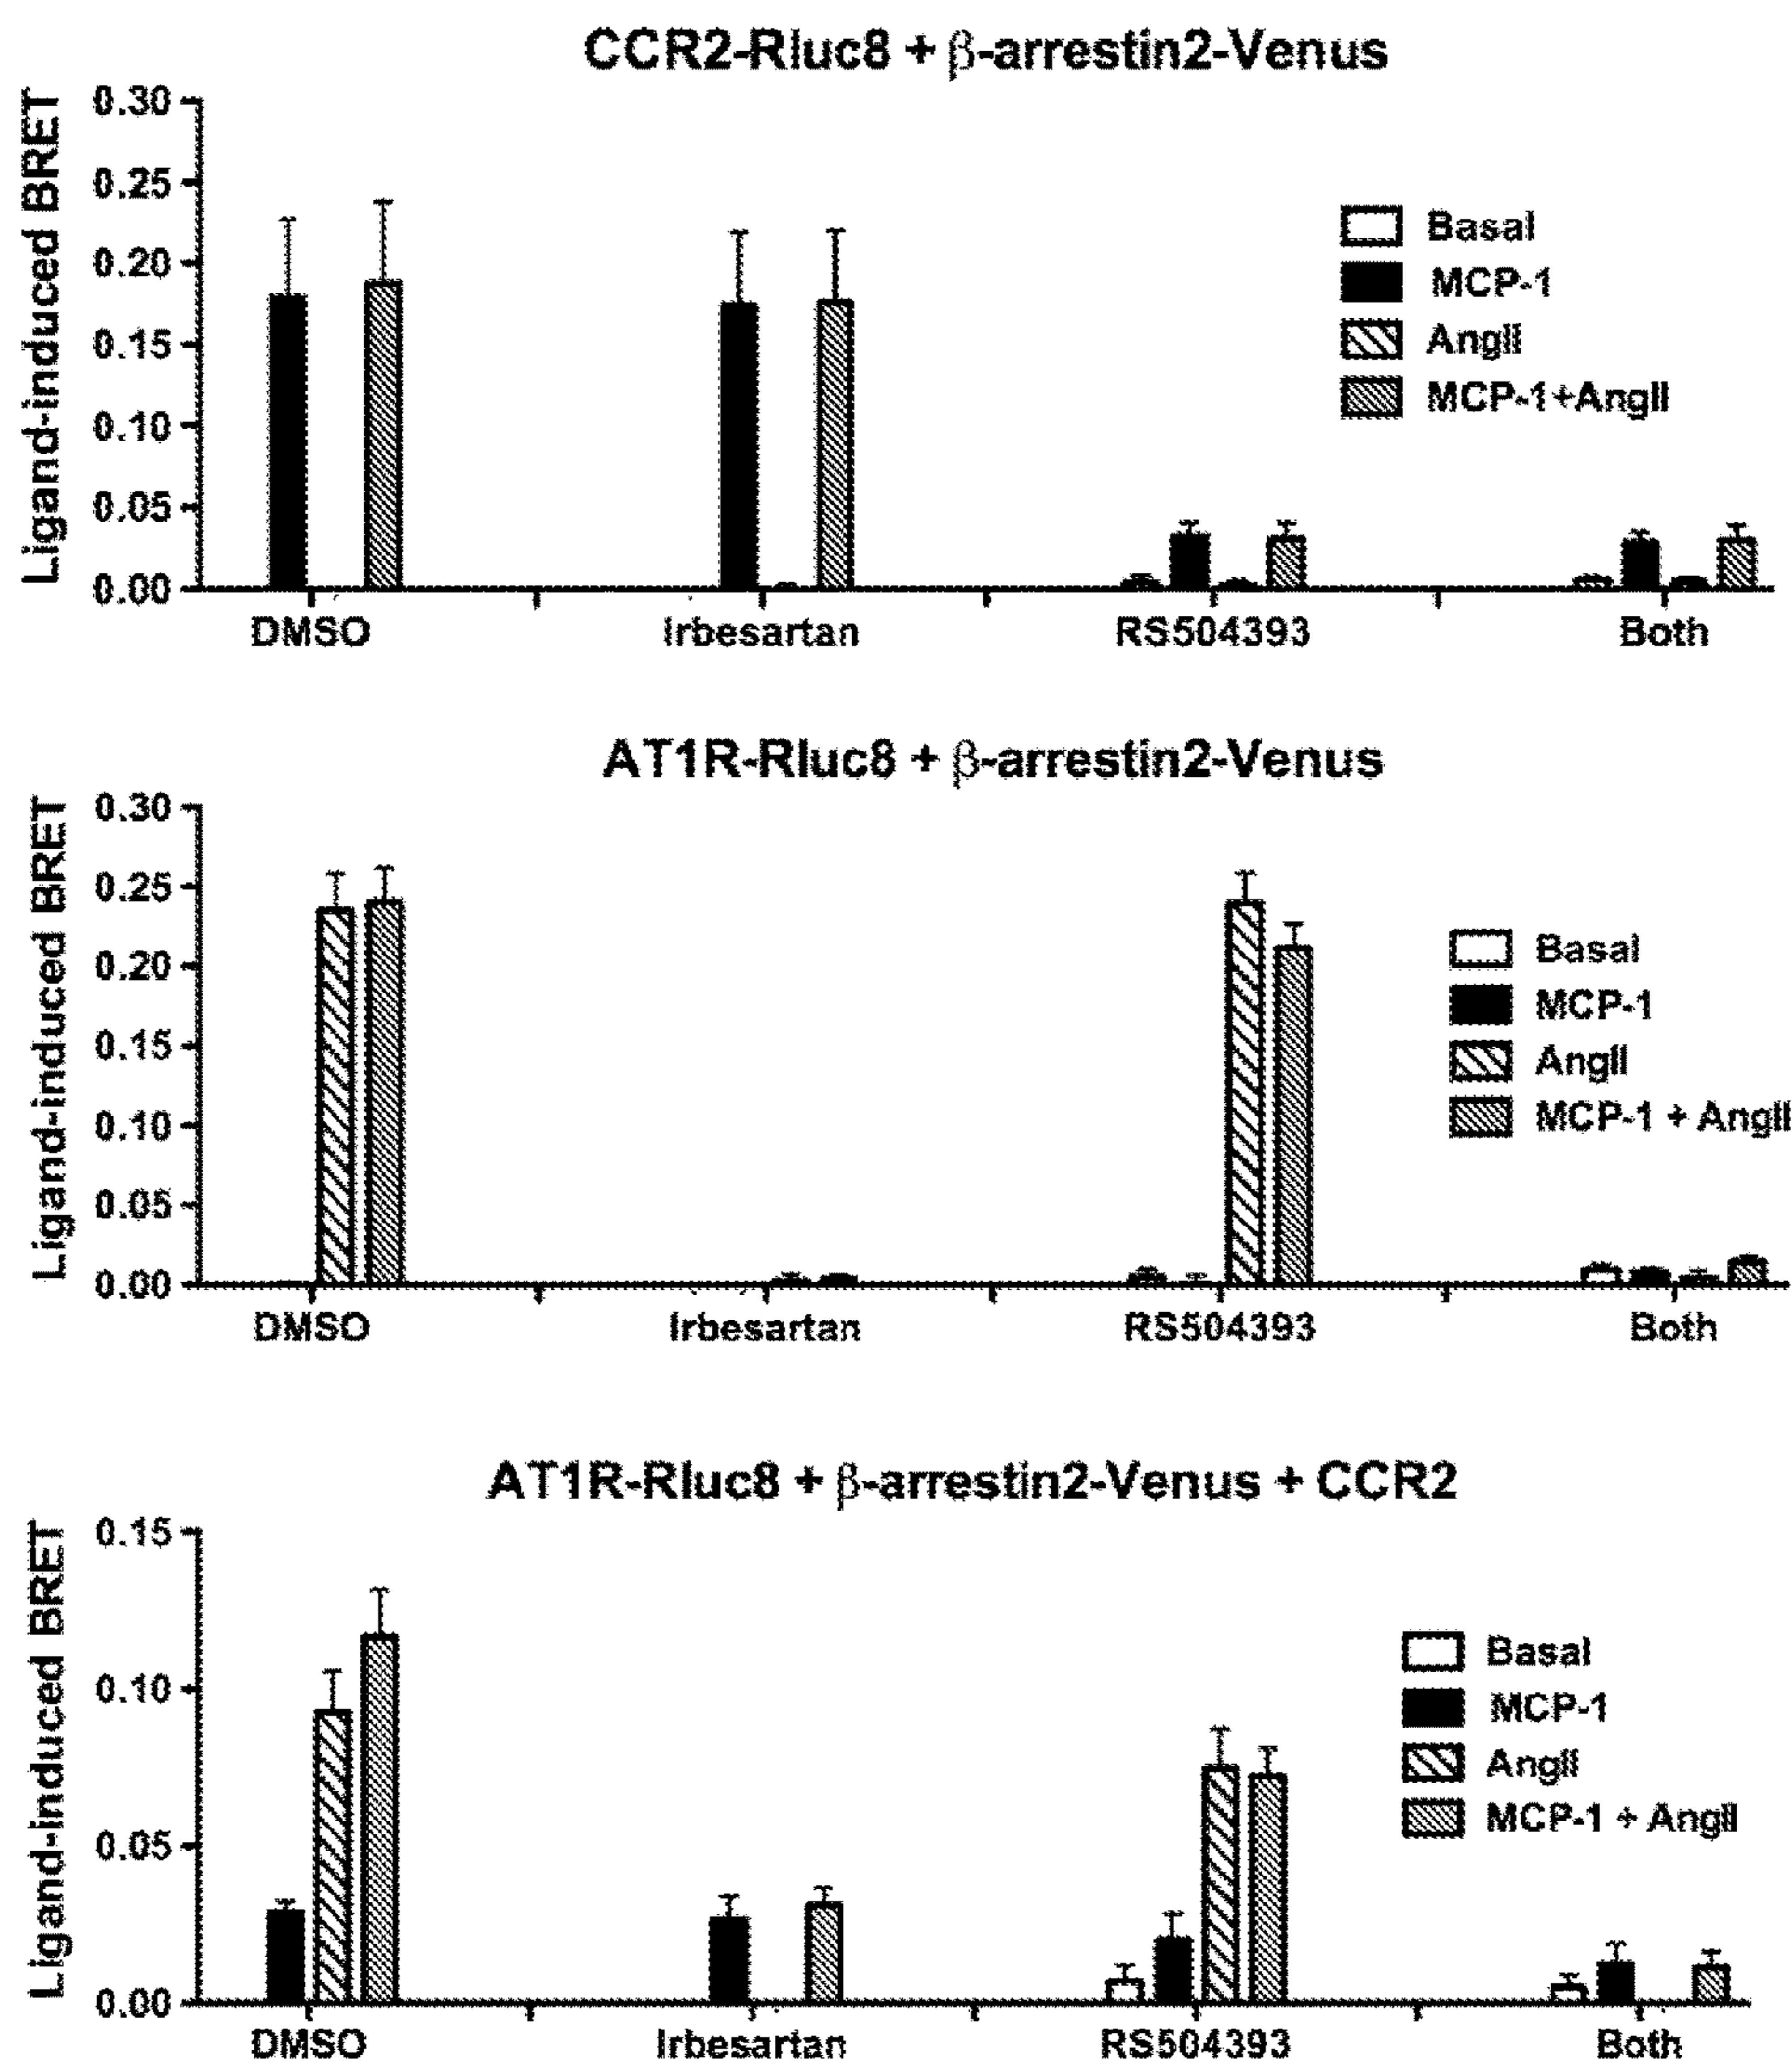 CCR2-Rluc8 + β-arrestin2-Venus
Ligand-induced BRET
0.30
0.25
0.20
0.15
0.10
0.05
0.00
Basal
MCP-1
AngII
MCP-1+AngII
DMSO Irbesartan RS504393 Both
AT1R-Rluc8 + β-arrestin2-Venus
Ligand-induced BRET
0.30
0.25
0.20
0.15
0.10
0.05
0.00
Basal
MCP-1
AngII
MCP-1 + AngII
DMSO Irbesartan RS504393 Both
AT1R-Rluc8 + β-arrestin2-Venus + CCR2
Ligand-induced BRET
0.15
0.10
0.05
0.00
Basal
MCP-1
AngII
MCP-1 + AngII
DMSO Irbesartan RS504393 Both